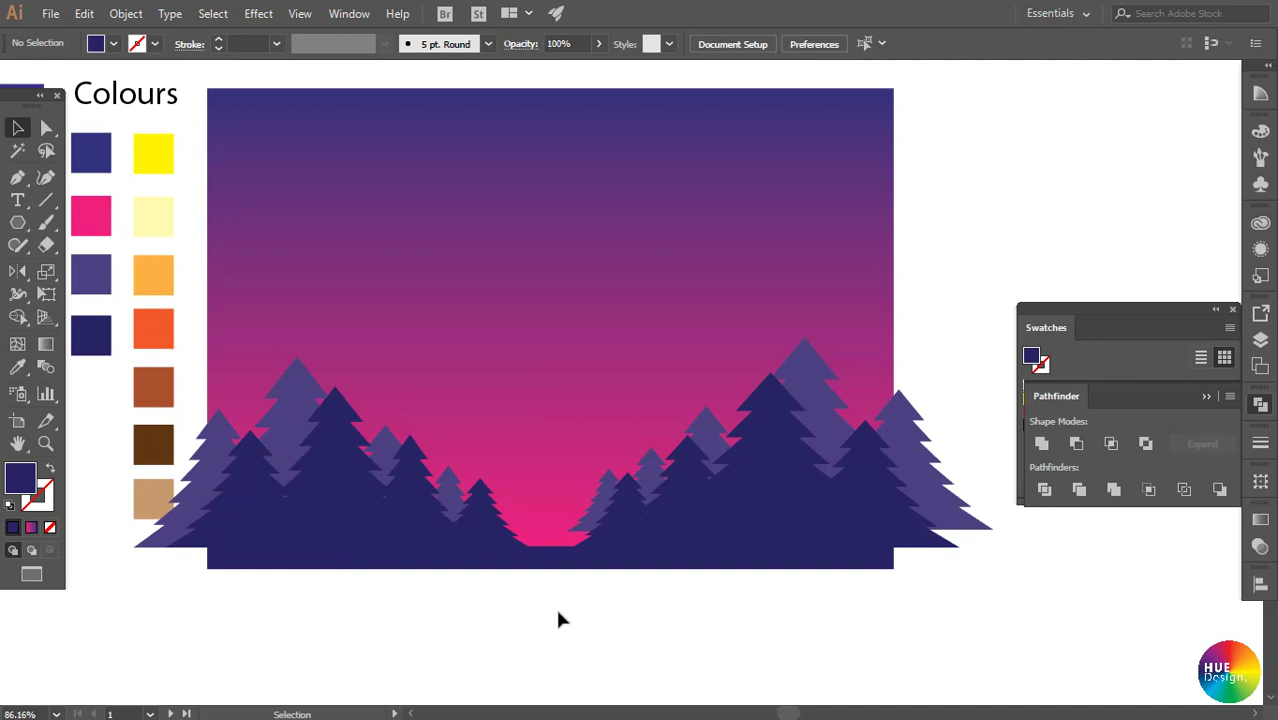 Ai File Edit Object Type Select Effect View Window Help Br St Essentials Search Adobe Stock
No Selection Stroke: 5 pt. Round Opacity: 100% Style: Document Setup Preferences
Colours
Swatches
Pathfinder
Shape Modes:
Expand
Pathfinders:
HUE
Design.
86.16% 1 Selection